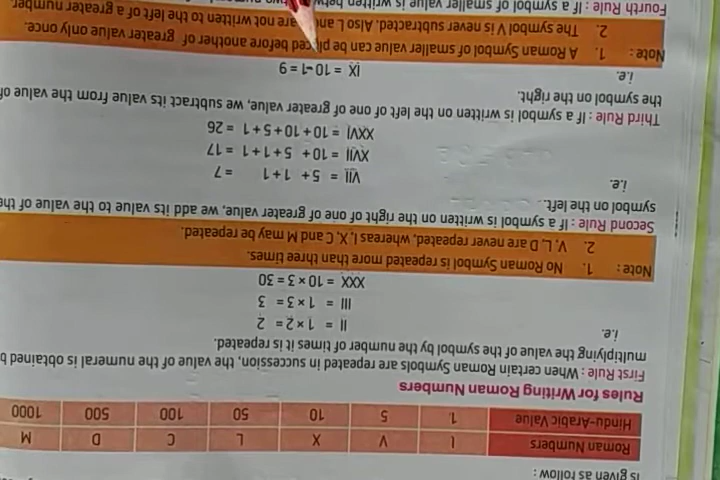 is given as follow :
Roman Numbers I V X L C D M
Hindu-Arabic Value 1. 5 10 50 100 500 1000
Rules for Writing Roman Numbers
First Rule : When certain Roman Symbols are repeated in succession, the value of the numeral is obtained b
multiplying the value of the symbol by the number of times it is repeated.
i.e. II = 1 × 2 = 2
III = 1 × 3 = 3
XXX = 10 × 3 = 30
Note : 1. No Roman Symbol is repeated more than three times.
2. V, L, D are never repeated, whereas I, X, C and M may be repeated.
Second Rule : If a symbol is written on the right of one of greater value, we add its value to the value of the
symbol on the left.
i.e. VII = 5 + 1 + 1 = 7
XVII = 10 + 5 + 1 + 1 = 17
XXVI = 10 + 10 + 5 + 1 = 26
Third Rule : If a symbol is written on the left of one of greater value, we subtract its value from the value of
the symbol on the right.
i.e. IX = 10 - 1 = 9
Note : 1. A Roman Symbol of smaller value can be placed before another of greater value only once.
2. The symbol V is never subtracted. Also L and are not written to the left of a greater number.
Fourth Rule : If a symbol of smaller value is written